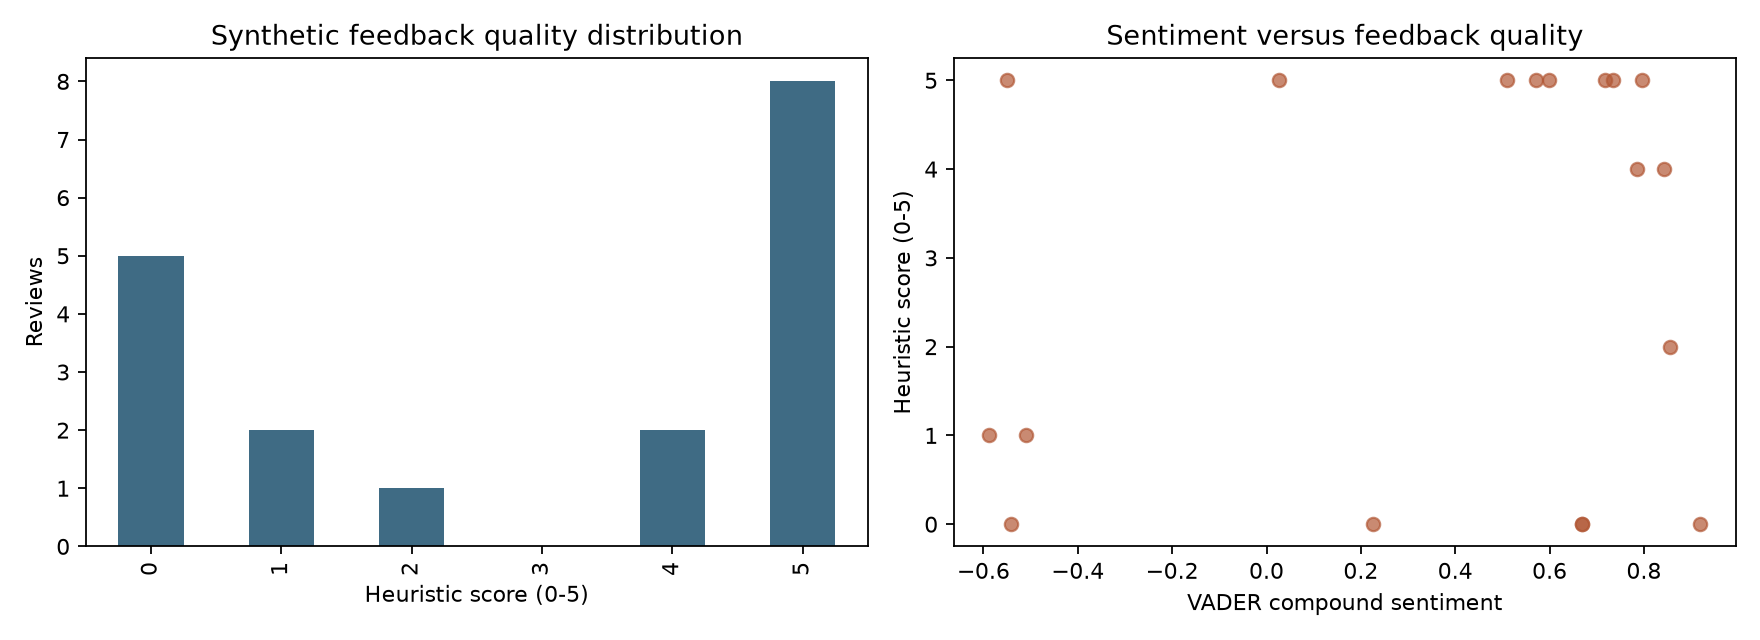 Synthetic feedback quality distribution
8
7
6
5
4
3
2
1
0
Reviews
0 1 2 3 4 5
Heuristic score (0-5)
Sentiment versus feedback quality
5
4
3
2
1
0
Heuristic score (0-5)
−0.6 −0.4 −0.2 0.0 0.2 0.4 0.6 0.8
VADER compound sentiment